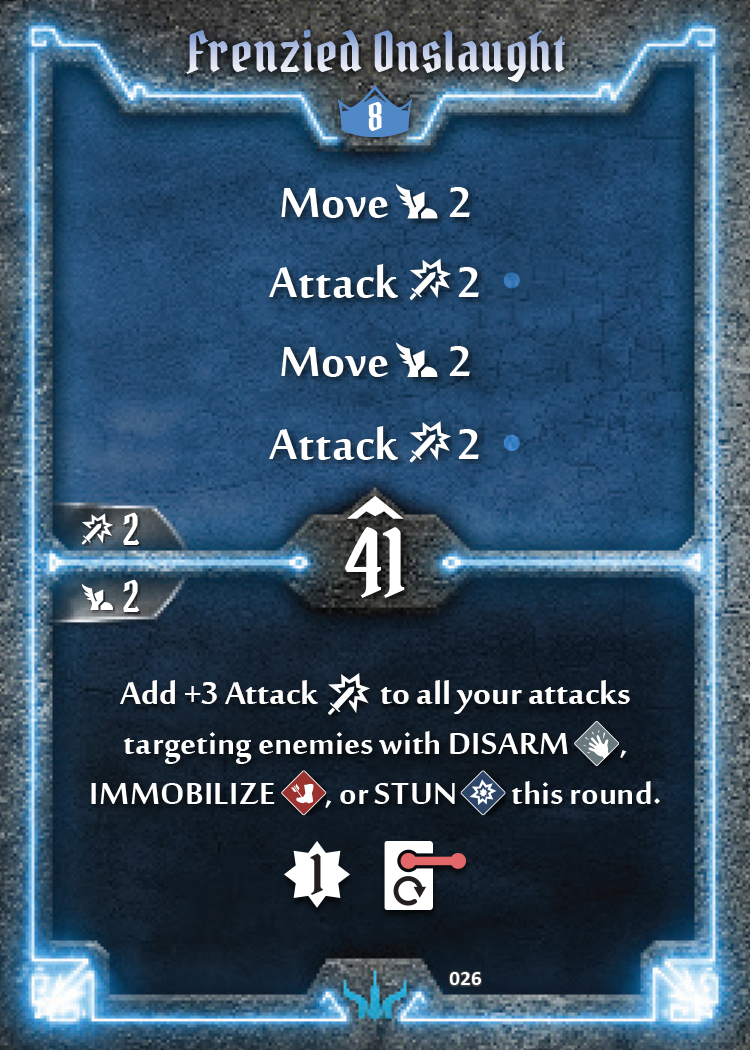 Frenzied Onslaught
8
Move 2
Attack 2
Move 2
Attack 2
2
41
2
Add +3 Attack to all your attacks
targeting enemies with DISARM ,
IMMOBILIZE , or STUN this round.
1
026